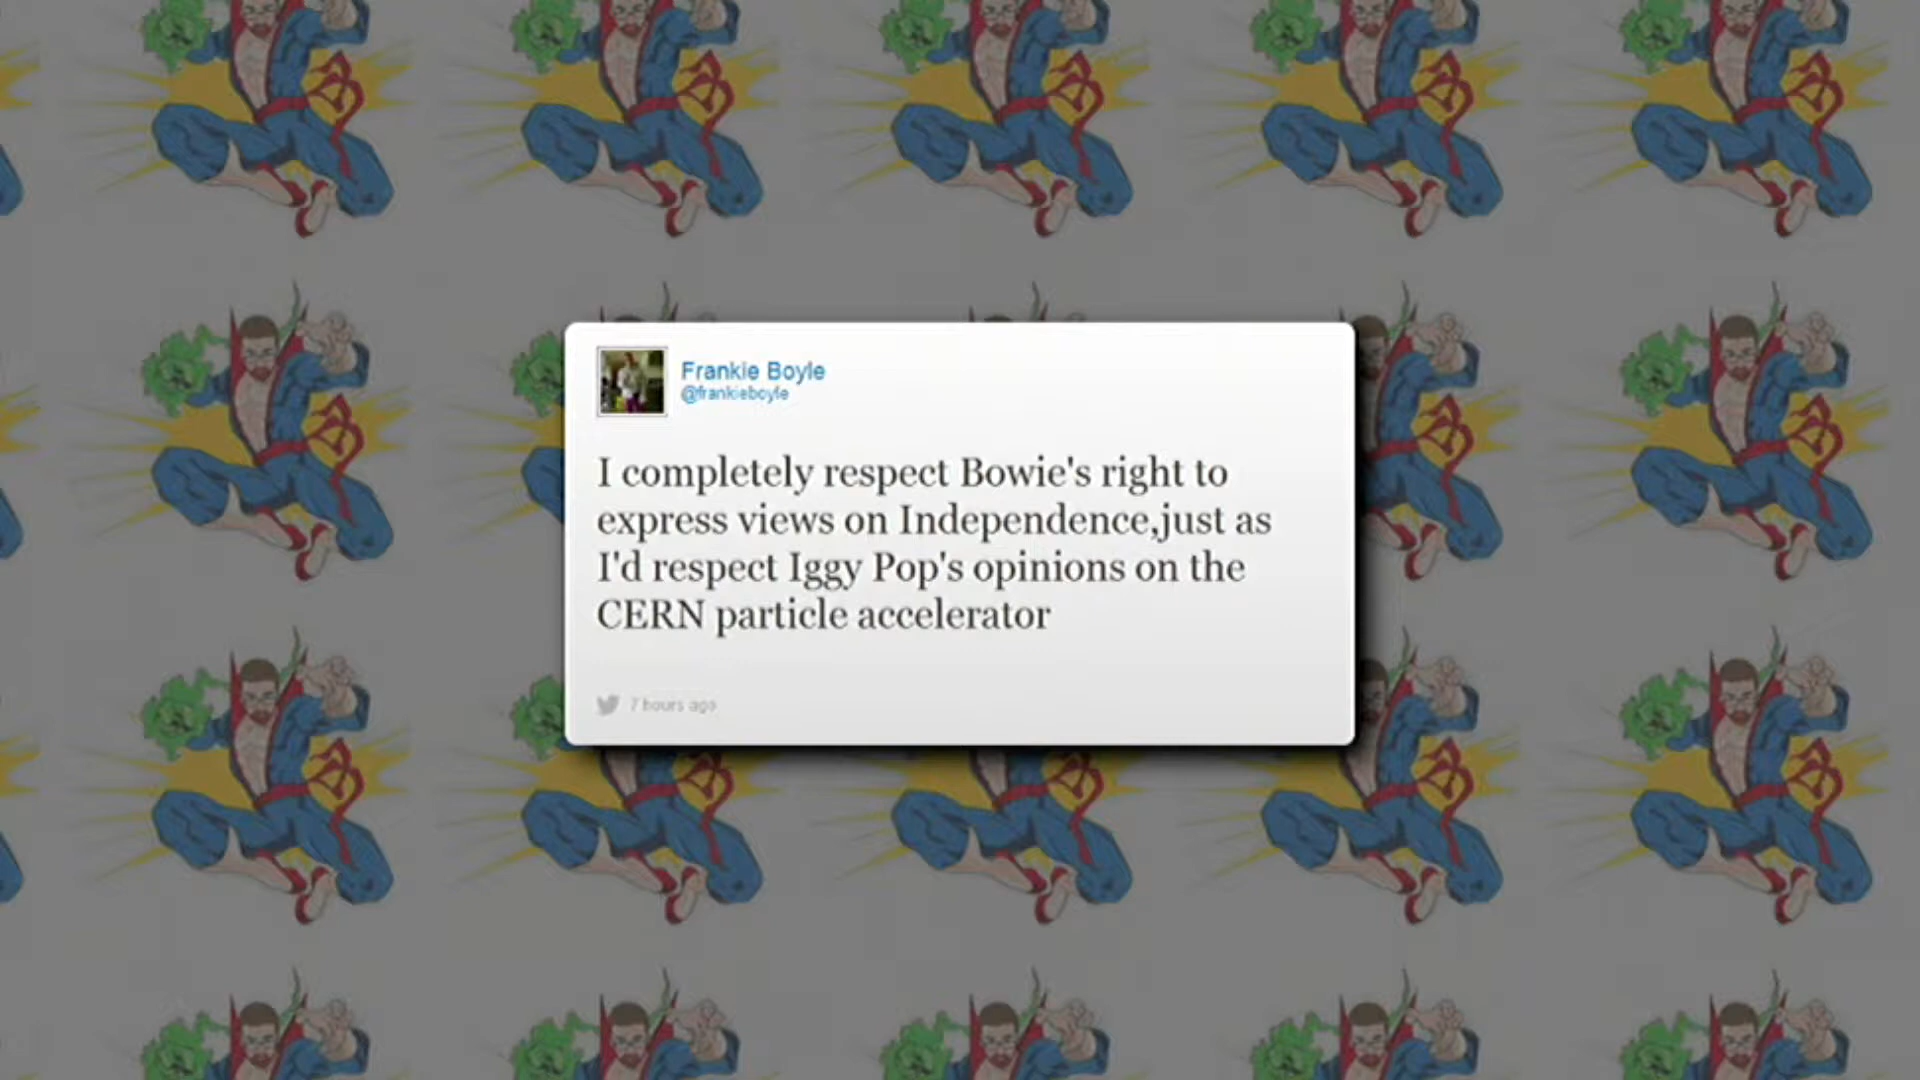 Frankie Boyle
@frankieboyle
I completely respect Bowie's right to
express views on Independence,just as
I'd respect Iggy Pop's opinions on the
CERN particle accelerator
7 hours ago